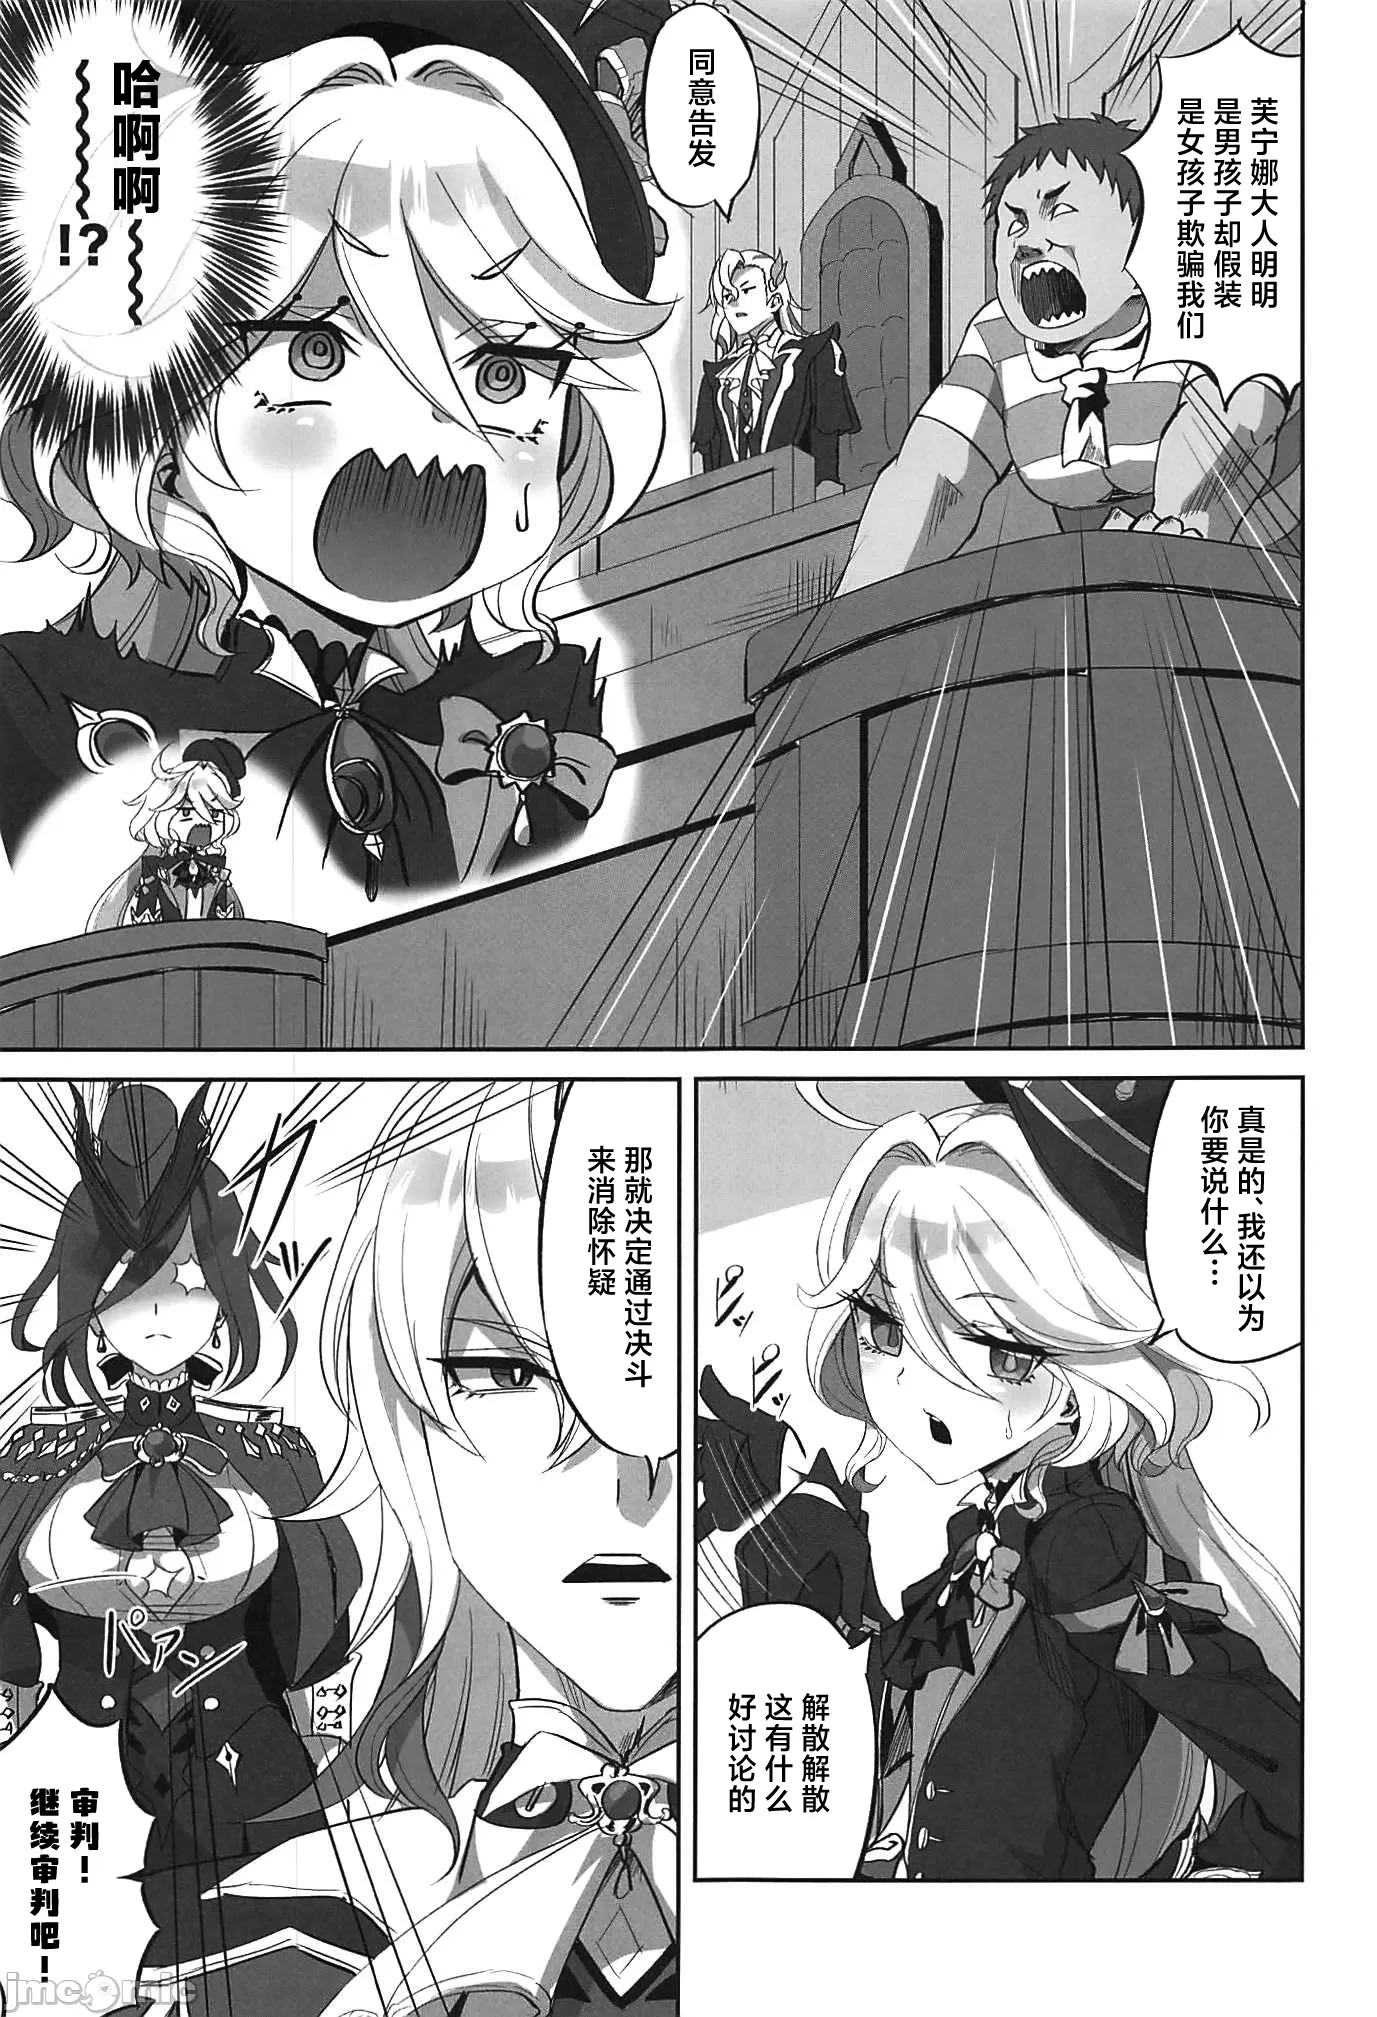 芙宁娜大人明明
是男孩子却假装
是女孩子欺骗我们
同意告发
哈啊啊～～～
～～～～!?
真是的、我还以为
你要说什么…
解散解散
这有什么
好讨论的
那就决定通过决斗
来消除怀疑
パァン
审判！
继续审判吧！
jmcomic